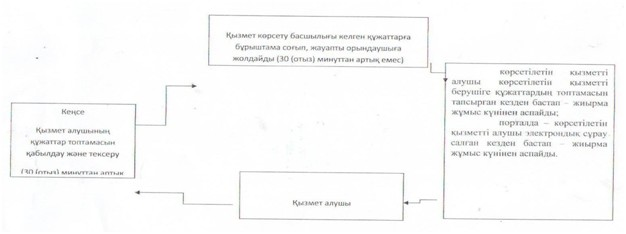 Қызмет көрсету басшылығы келген құжаттарға
бұрыштама соғып, жауапты орындаушыға
жолдайды (30 (отыз) минуттан артық емес)
көрсетілетін қызметті
алушы көрсетілетін қызметті
берушіге құжаттардың топтамасын
тапсырған кезден бастап – жиырма
жұмыс күнінен аспайды;
порталда – көрсетілетін
қызметті алушы электрондық сұрау
салған кезден бастап – жиырма
жұмыс күнінен аспайды.
Кеңсе
Қызмет алушының
құжаттар топтамасын
қабылдау және тексеру
(30 (отыз) минуттан артық
Қызмет алушы